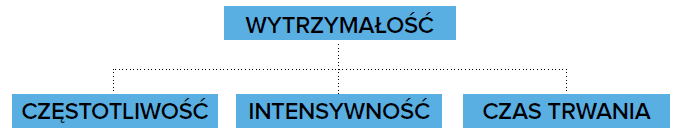 WYTRZYMAŁOŚĆ
CZĘSTOTLIWOŚĆ
INTENSYWNOŚĆ
CZAS TRWANIA